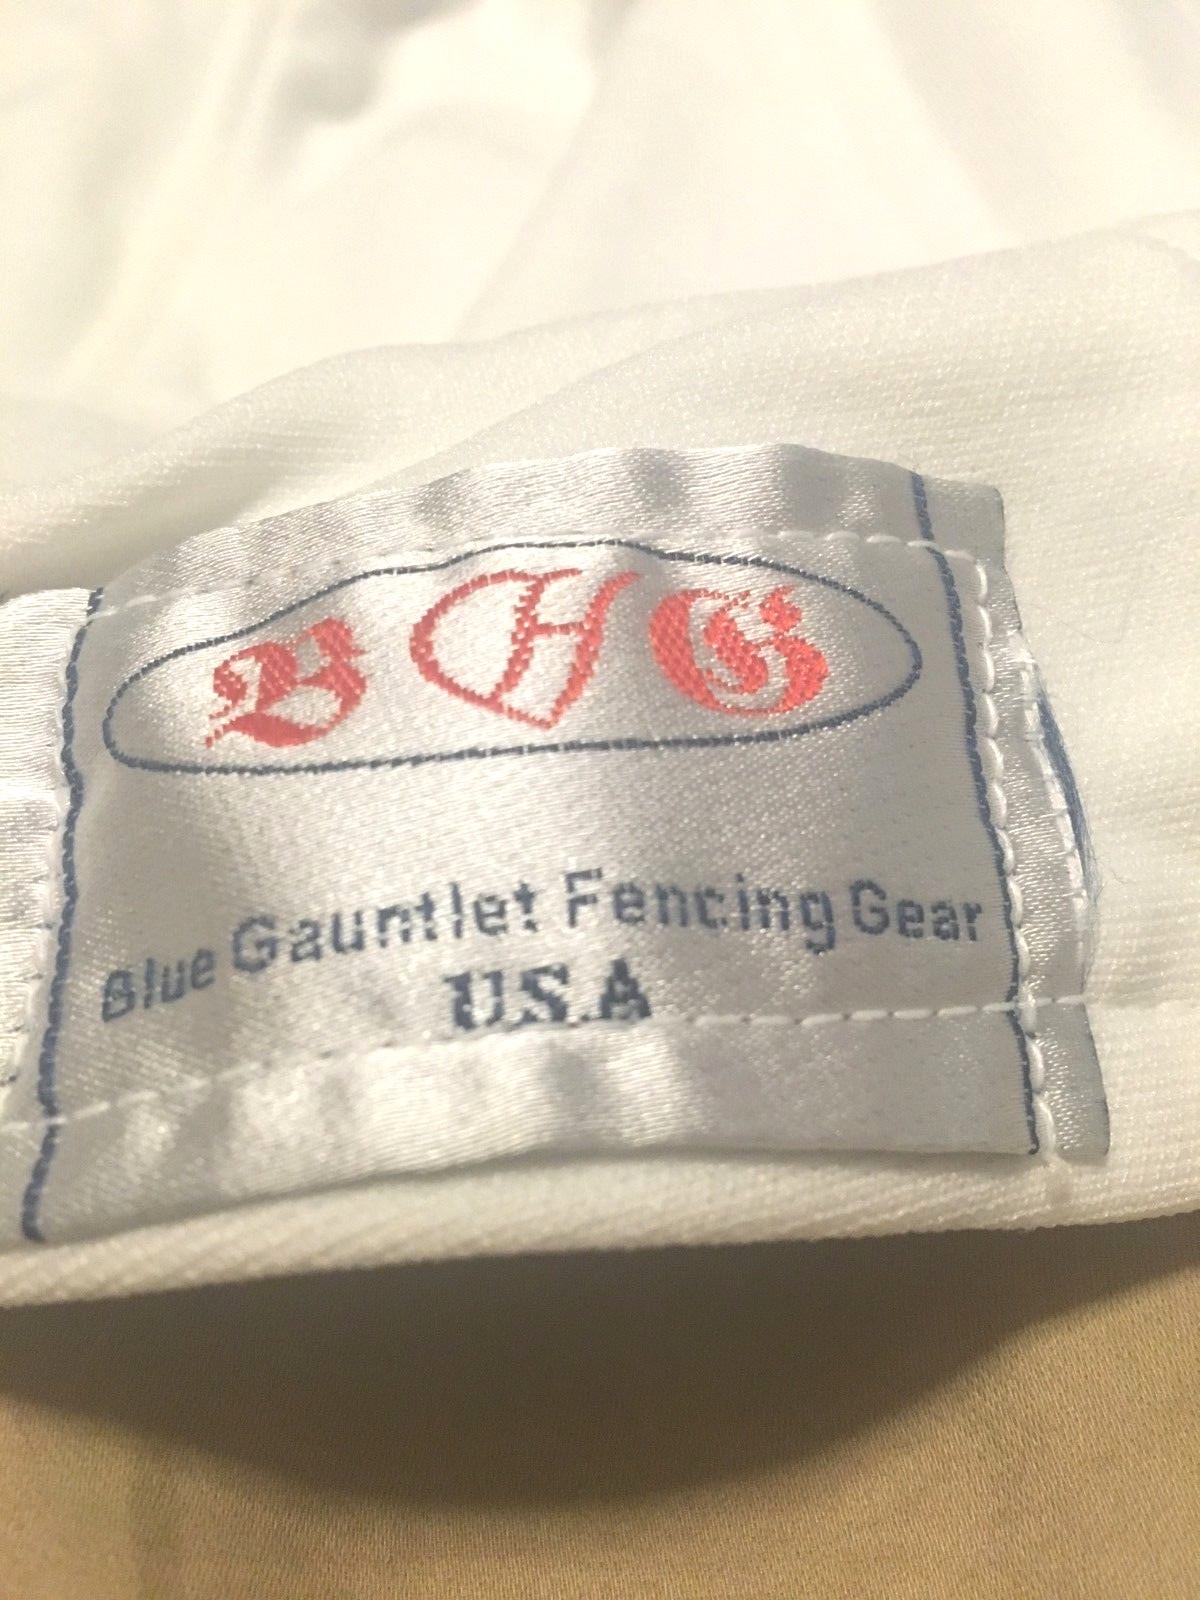 BHG
Blue Gauntlet Fencing Gear
U.S.A